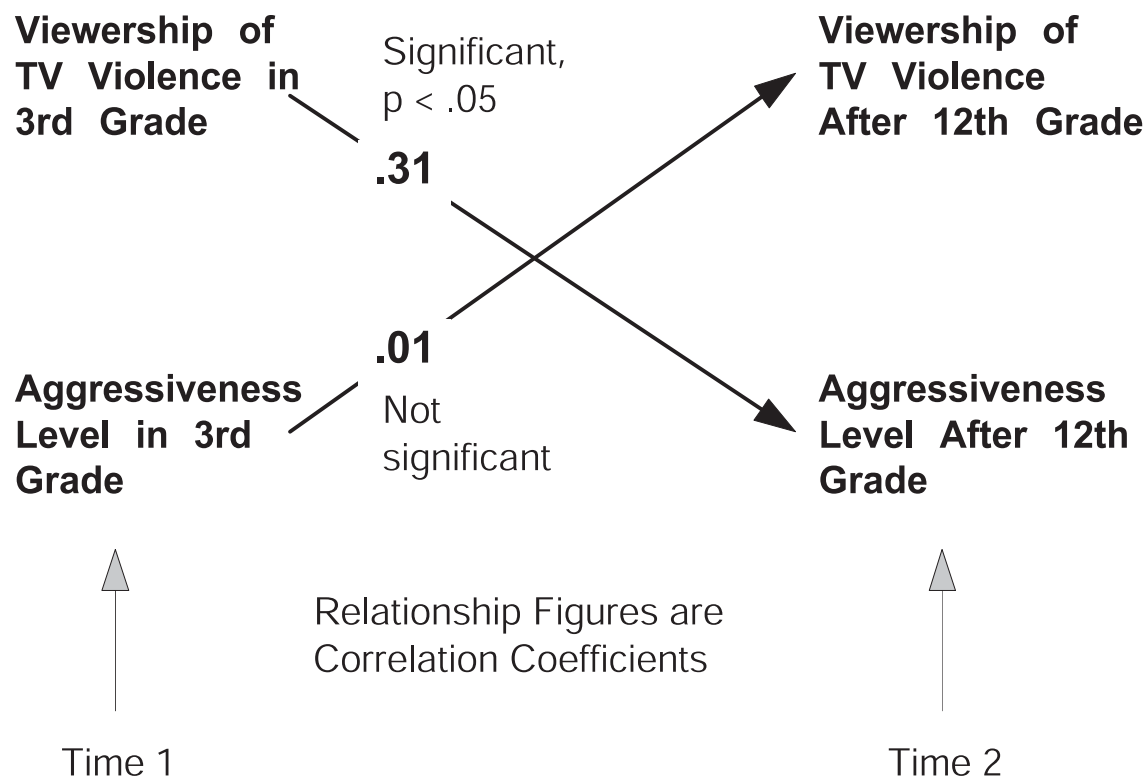 Viewership of
TV Violence in
3rd Grade
Significant,
p < .05
.31
Viewership of
TV Violence
After 12th Grade
Aggressiveness
Level in 3rd
Grade
.01
Not
significant
Aggressiveness
Level After 12th
Grade
Relationship Figures are
Correlation Coefficients
Time 1
Time 2